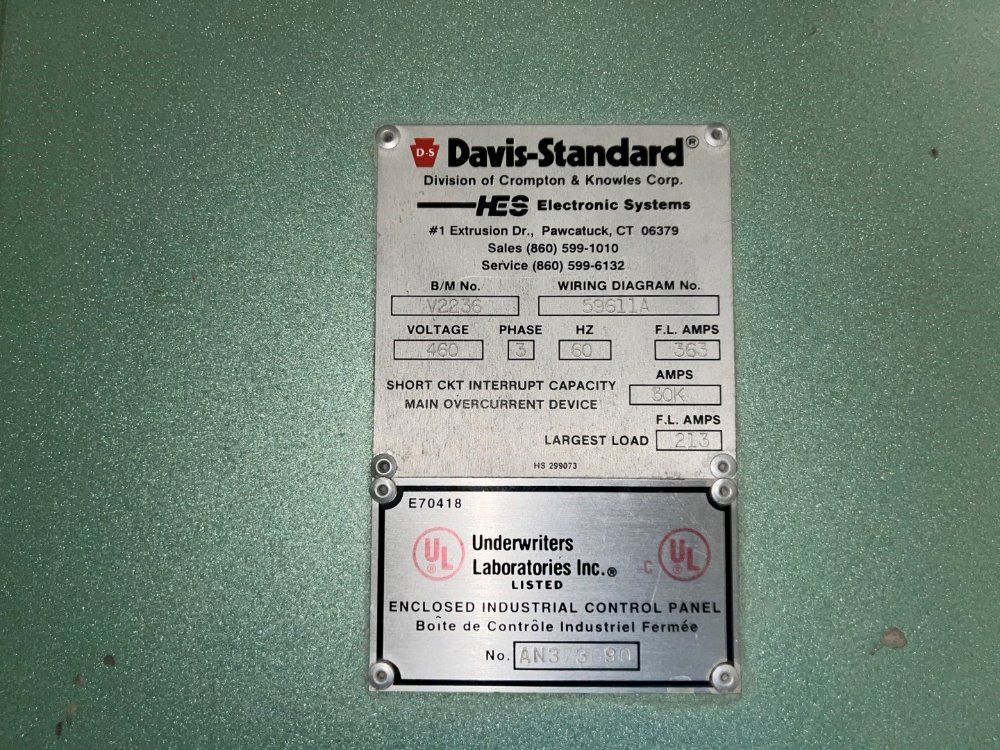 D-S Davis-Standard®
Division of Crompton & Knowles Corp.
HES Electronic Systems
#1 Extrusion Dr., Pawcatuck, CT 06379
Sales (860) 599-1010
Service (860) 599-6132
B/M No. WIRING DIAGRAM No.
V2236 59611A
VOLTAGE PHASE HZ F.L. AMPS
460 3 60 363
AMPS
SHORT CKT INTERRUPT CAPACITY
MAIN OVERCURRENT DEVICE
30K
F.L. AMPS
LARGEST LOAD 213
HS 299073
E70418
UL® Underwriters
Laboratories Inc.® C UL®
LISTED
ENCLOSED INDUSTRIAL CONTROL PANEL
Boîte de Contrôle Industriel Fermée
No.